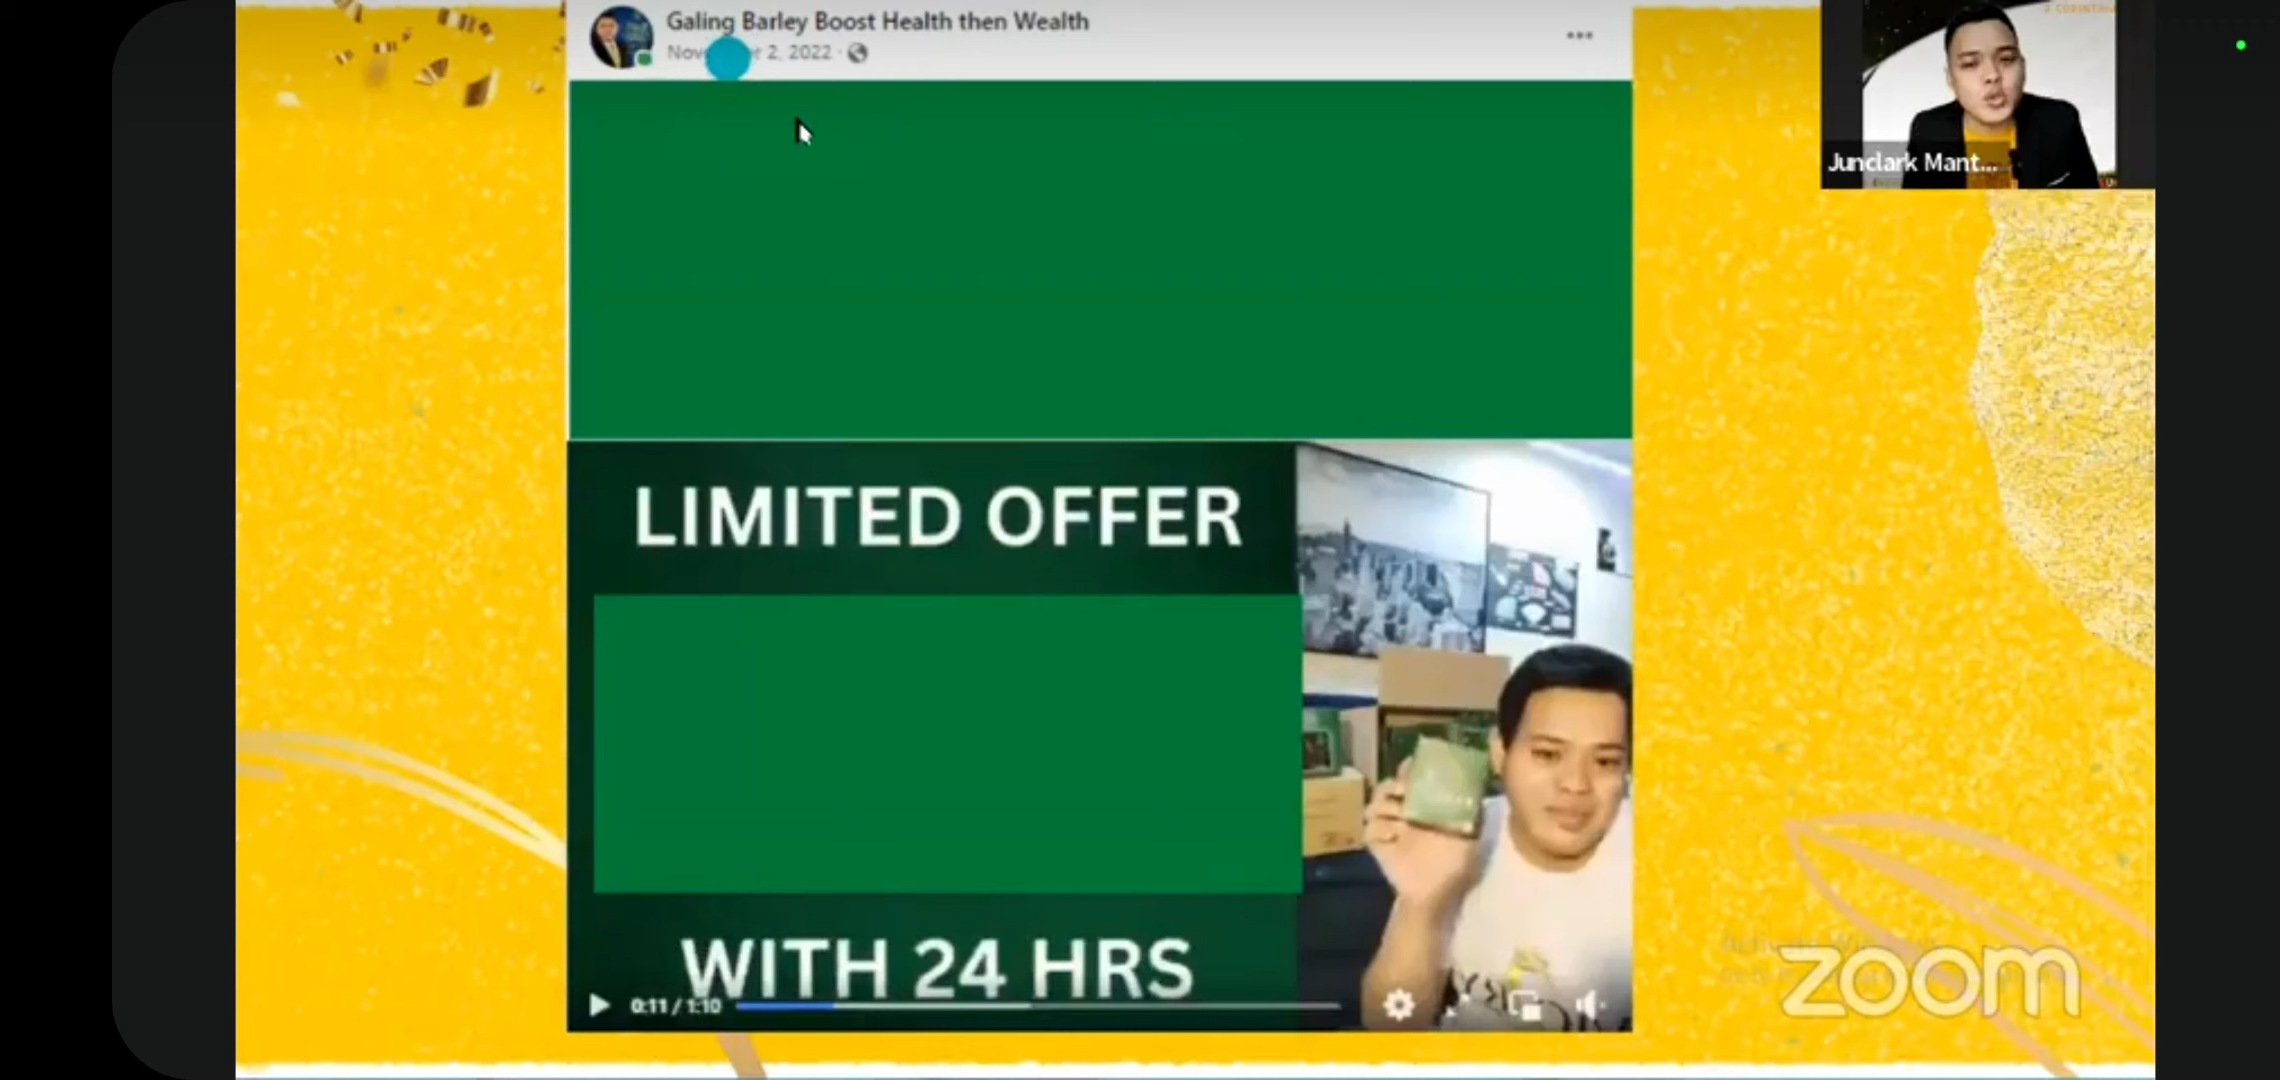 Galing Barley Boost Health then Wealth
2, 2022
Junclark Mant...
LIMITED OFFER
WITH 24 HRS
0:11 / 1:10
zoom